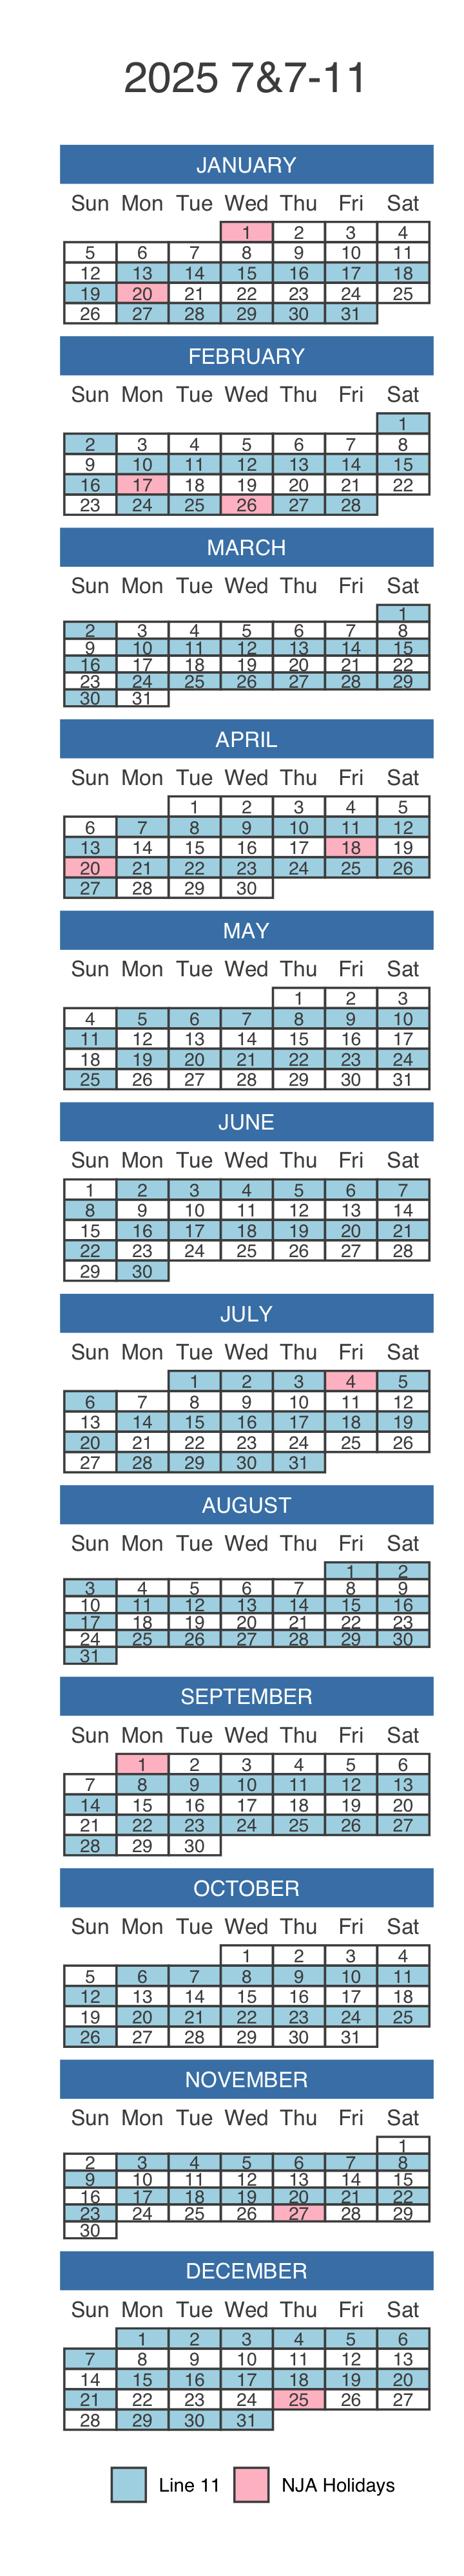 2025 7&7-11
JANUARY
Sun Mon Tue Wed Thu Fri Sat
1 2 3 4
5 6 7 8 9 10 11
12 13 14 15 16 17 18
19 20 21 22 23 24 25
26 27 28 29 30 31
FEBRUARY
Sun Mon Tue Wed Thu Fri Sat
1
2 3 4 5 6 7 8
9 10 11 12 13 14 15
16 17 18 19 20 21 22
23 24 25 26 27 28
MARCH
Sun Mon Tue Wed Thu Fri Sat
1
2 3 4 5 6 7 8
9 10 11 12 13 14 15
16 17 18 19 20 21 22
23 24 25 26 27 28 29
30 31
APRIL
Sun Mon Tue Wed Thu Fri Sat
1 2 3 4 5
6 7 8 9 10 11 12
13 14 15 16 17 18 19
20 21 22 23 24 25 26
27 28 29 30
MAY
Sun Mon Tue Wed Thu Fri Sat
1 2 3
4 5 6 7 8 9 10
11 12 13 14 15 16 17
18 19 20 21 22 23 24
25 26 27 28 29 30 31
JUNE
Sun Mon Tue Wed Thu Fri Sat
1 2 3 4 5 6 7
8 9 10 11 12 13 14
15 16 17 18 19 20 21
22 23 24 25 26 27 28
29 30
JULY
Sun Mon Tue Wed Thu Fri Sat
1 2 3 4 5
6 7 8 9 10 11 12
13 14 15 16 17 18 19
20 21 22 23 24 25 26
27 28 29 30 31
AUGUST
Sun Mon Tue Wed Thu Fri Sat
1 2
3 4 5 6 7 8 9
10 11 12 13 14 15 16
17 18 19 20 21 22 23
24 25 26 27 28 29 30
31
SEPTEMBER
Sun Mon Tue Wed Thu Fri Sat
1 2 3 4 5 6
7 8 9 10 11 12 13
14 15 16 17 18 19 20
21 22 23 24 25 26 27
28 29 30
OCTOBER
Sun Mon Tue Wed Thu Fri Sat
1 2 3 4
5 6 7 8 9 10 11
12 13 14 15 16 17 18
19 20 21 22 23 24 25
26 27 28 29 30 31
NOVEMBER
Sun Mon Tue Wed Thu Fri Sat
1
2 3 4 5 6 7 8
9 10 11 12 13 14 15
16 17 18 19 20 21 22
23 24 25 26 27 28 29
30
DECEMBER
Sun Mon Tue Wed Thu Fri Sat
1 2 3 4 5 6
7 8 9 10 11 12 13
14 15 16 17 18 19 20
21 22 23 24 25 26 27
28 29 30 31
Line 11 NJA Holidays